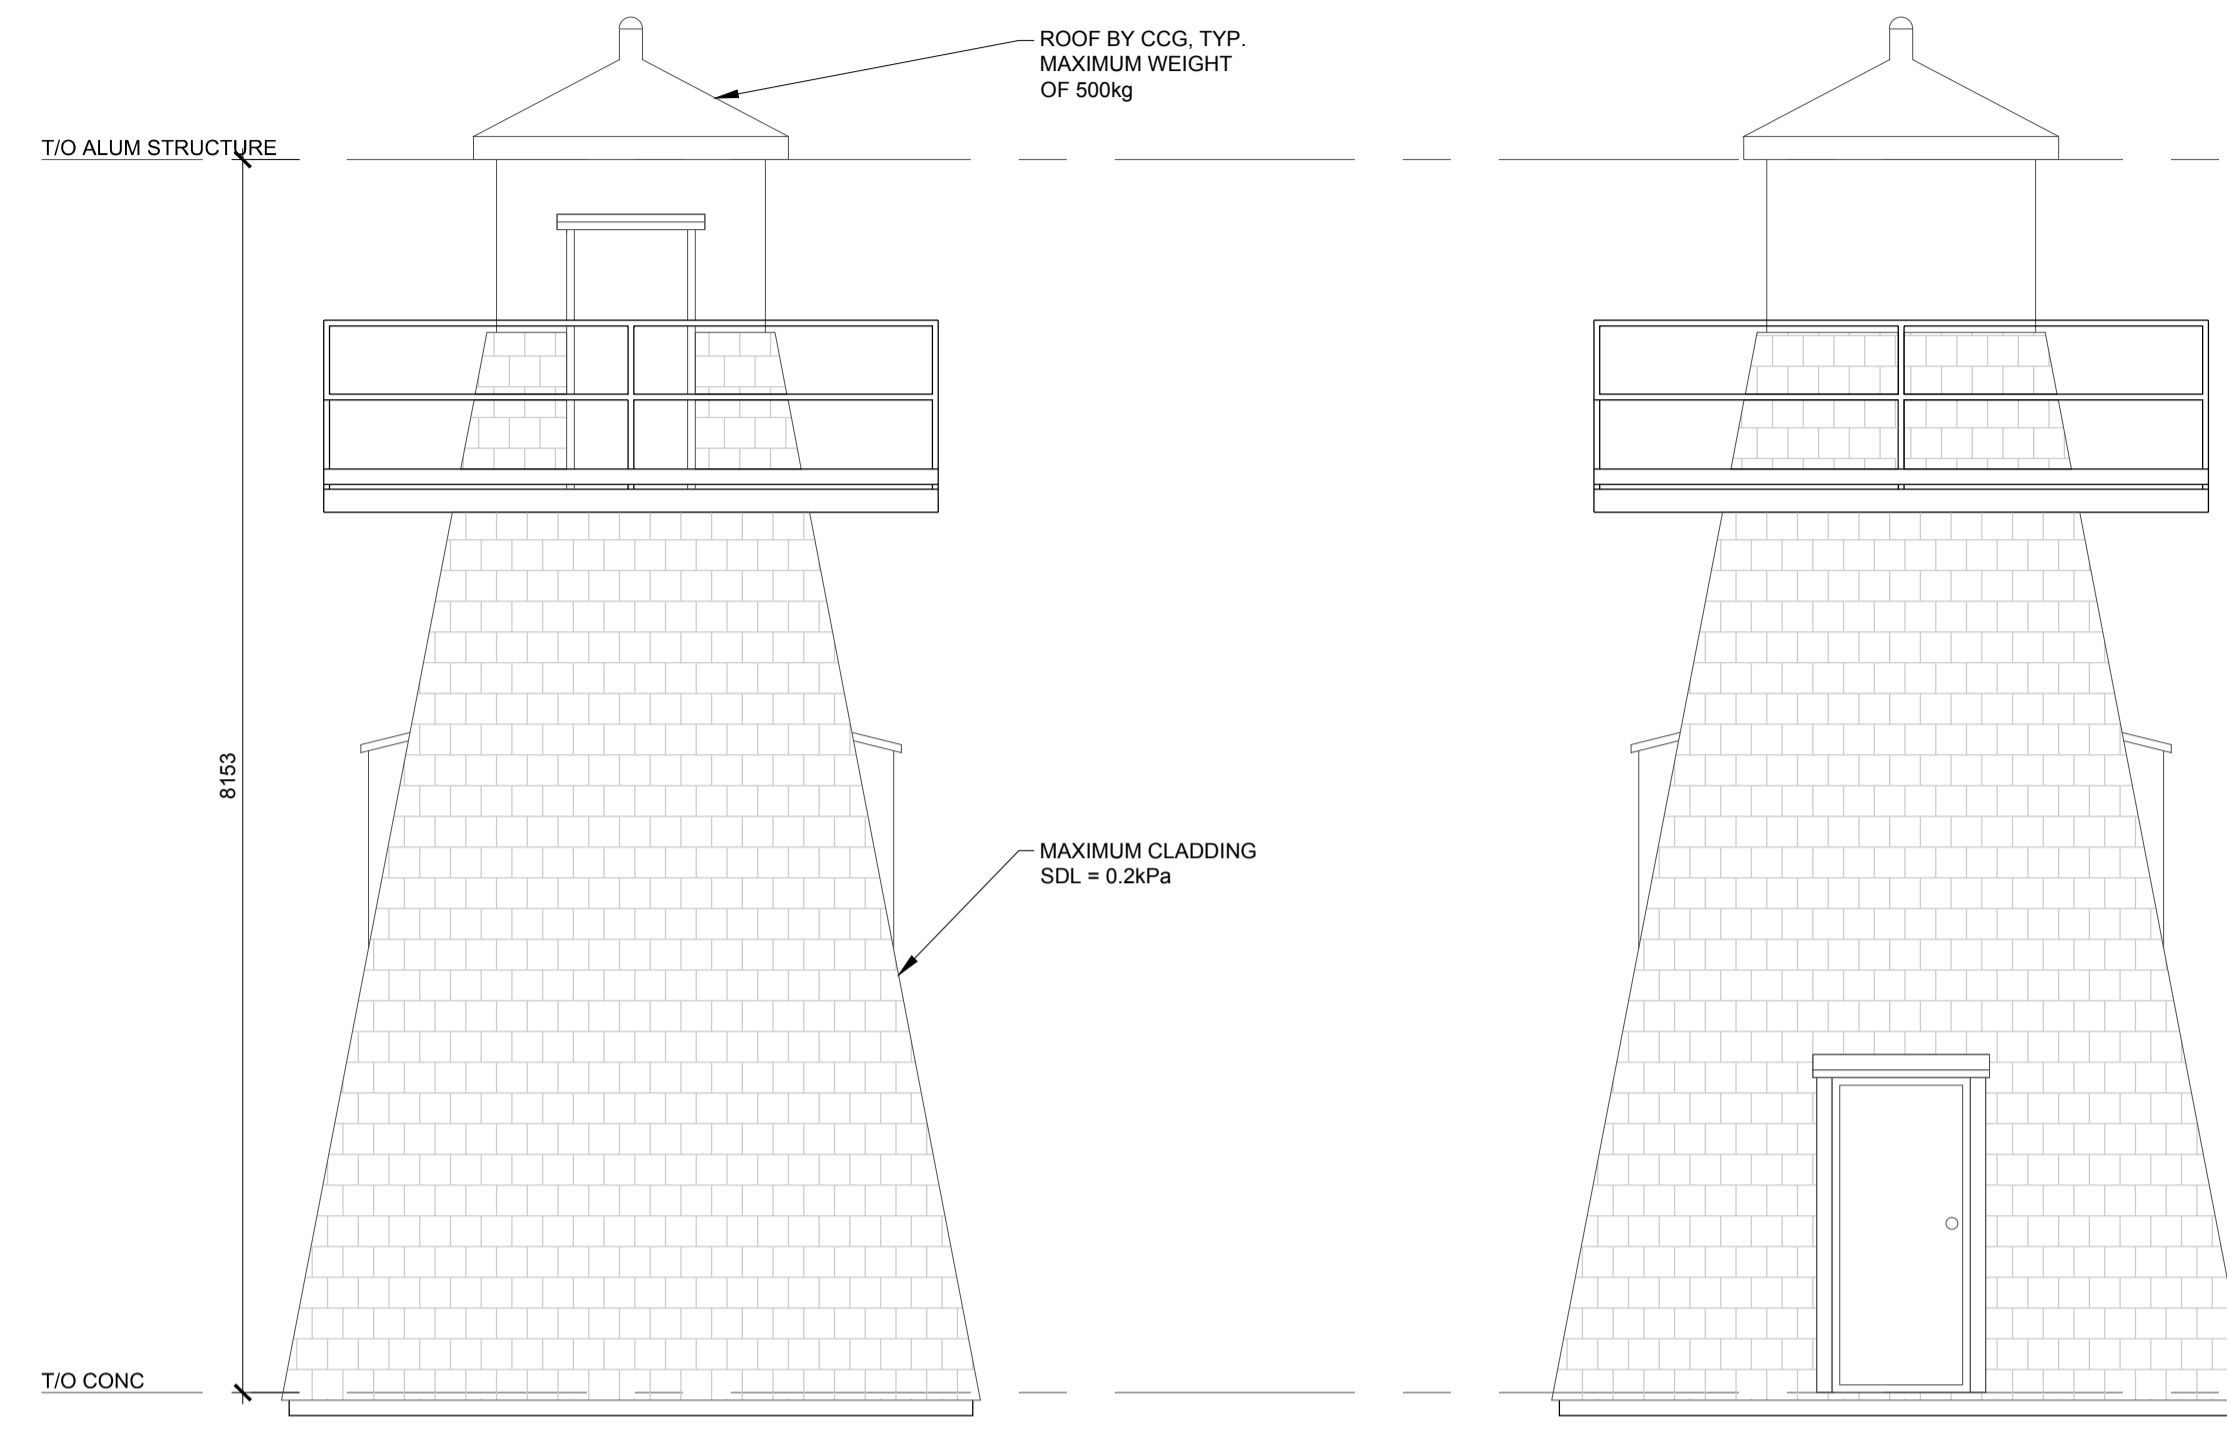 ROOF BY CCG, TYP.
MAXIMUM WEIGHT
OF 500kg
T/O ALUM STRUCTURE
8153
MAXIMUM CLADDING
SDL = 0.2kPa
T/O CONC